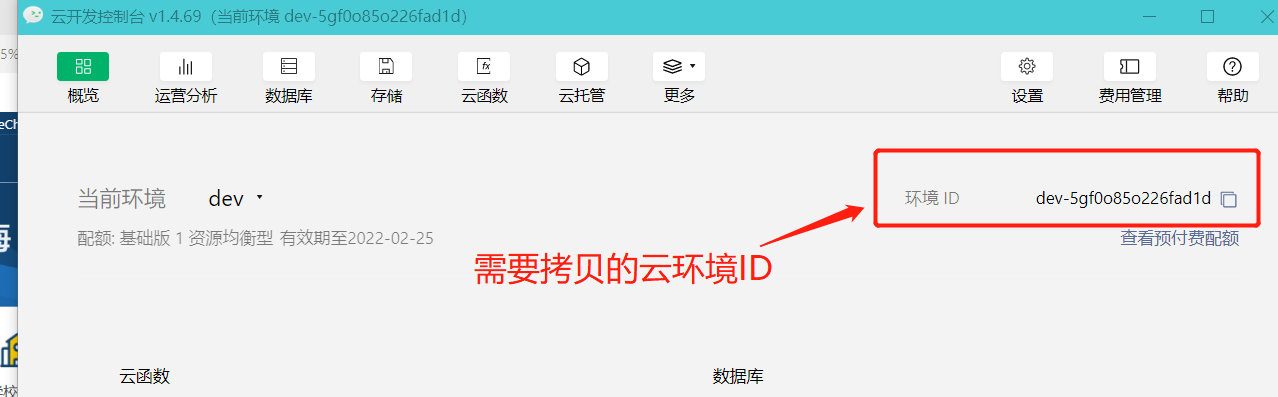 云开发控制台 v1.4.69（当前环境 dev-5gf0o85o226fad1d）
5%
概览 运营分析 数据库 存储 云函数 云托管 更多 设置 费用管理 帮助
eCh
当前环境 dev 环境 ID dev-5gf0o85o226fad1d
配额: 基础版 1 资源均衡型 有效期至2022-02-25 查看预付费配额
海
需要拷贝的云环境ID
云函数 数据库
学校